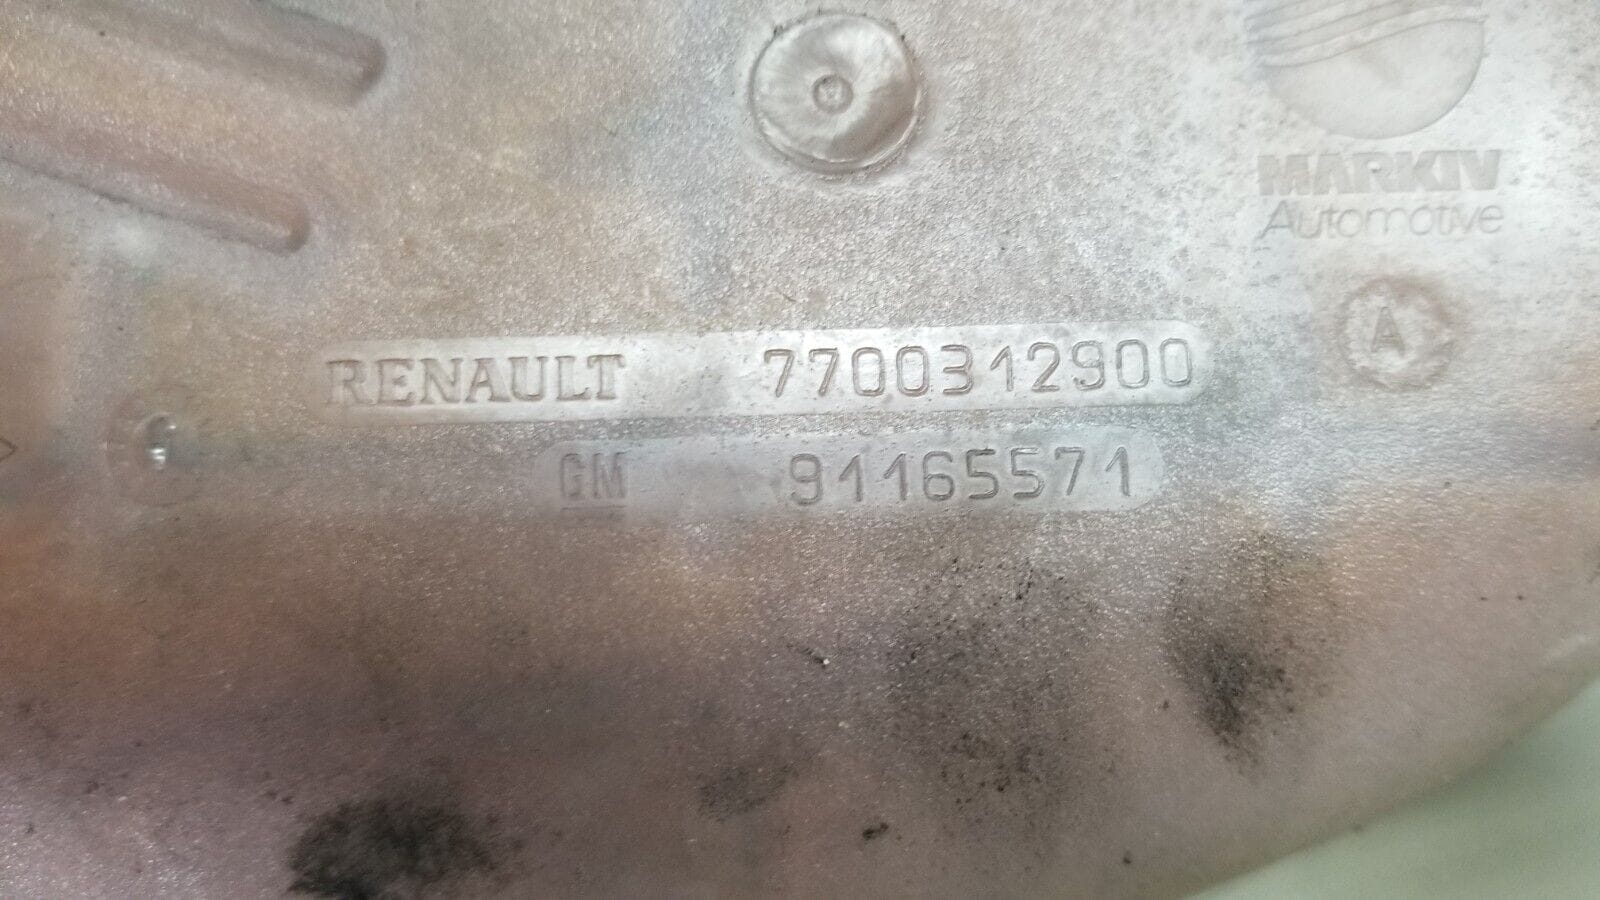 MARKIV
Automotive
A
RENAULT 7700312900
GM 91165571